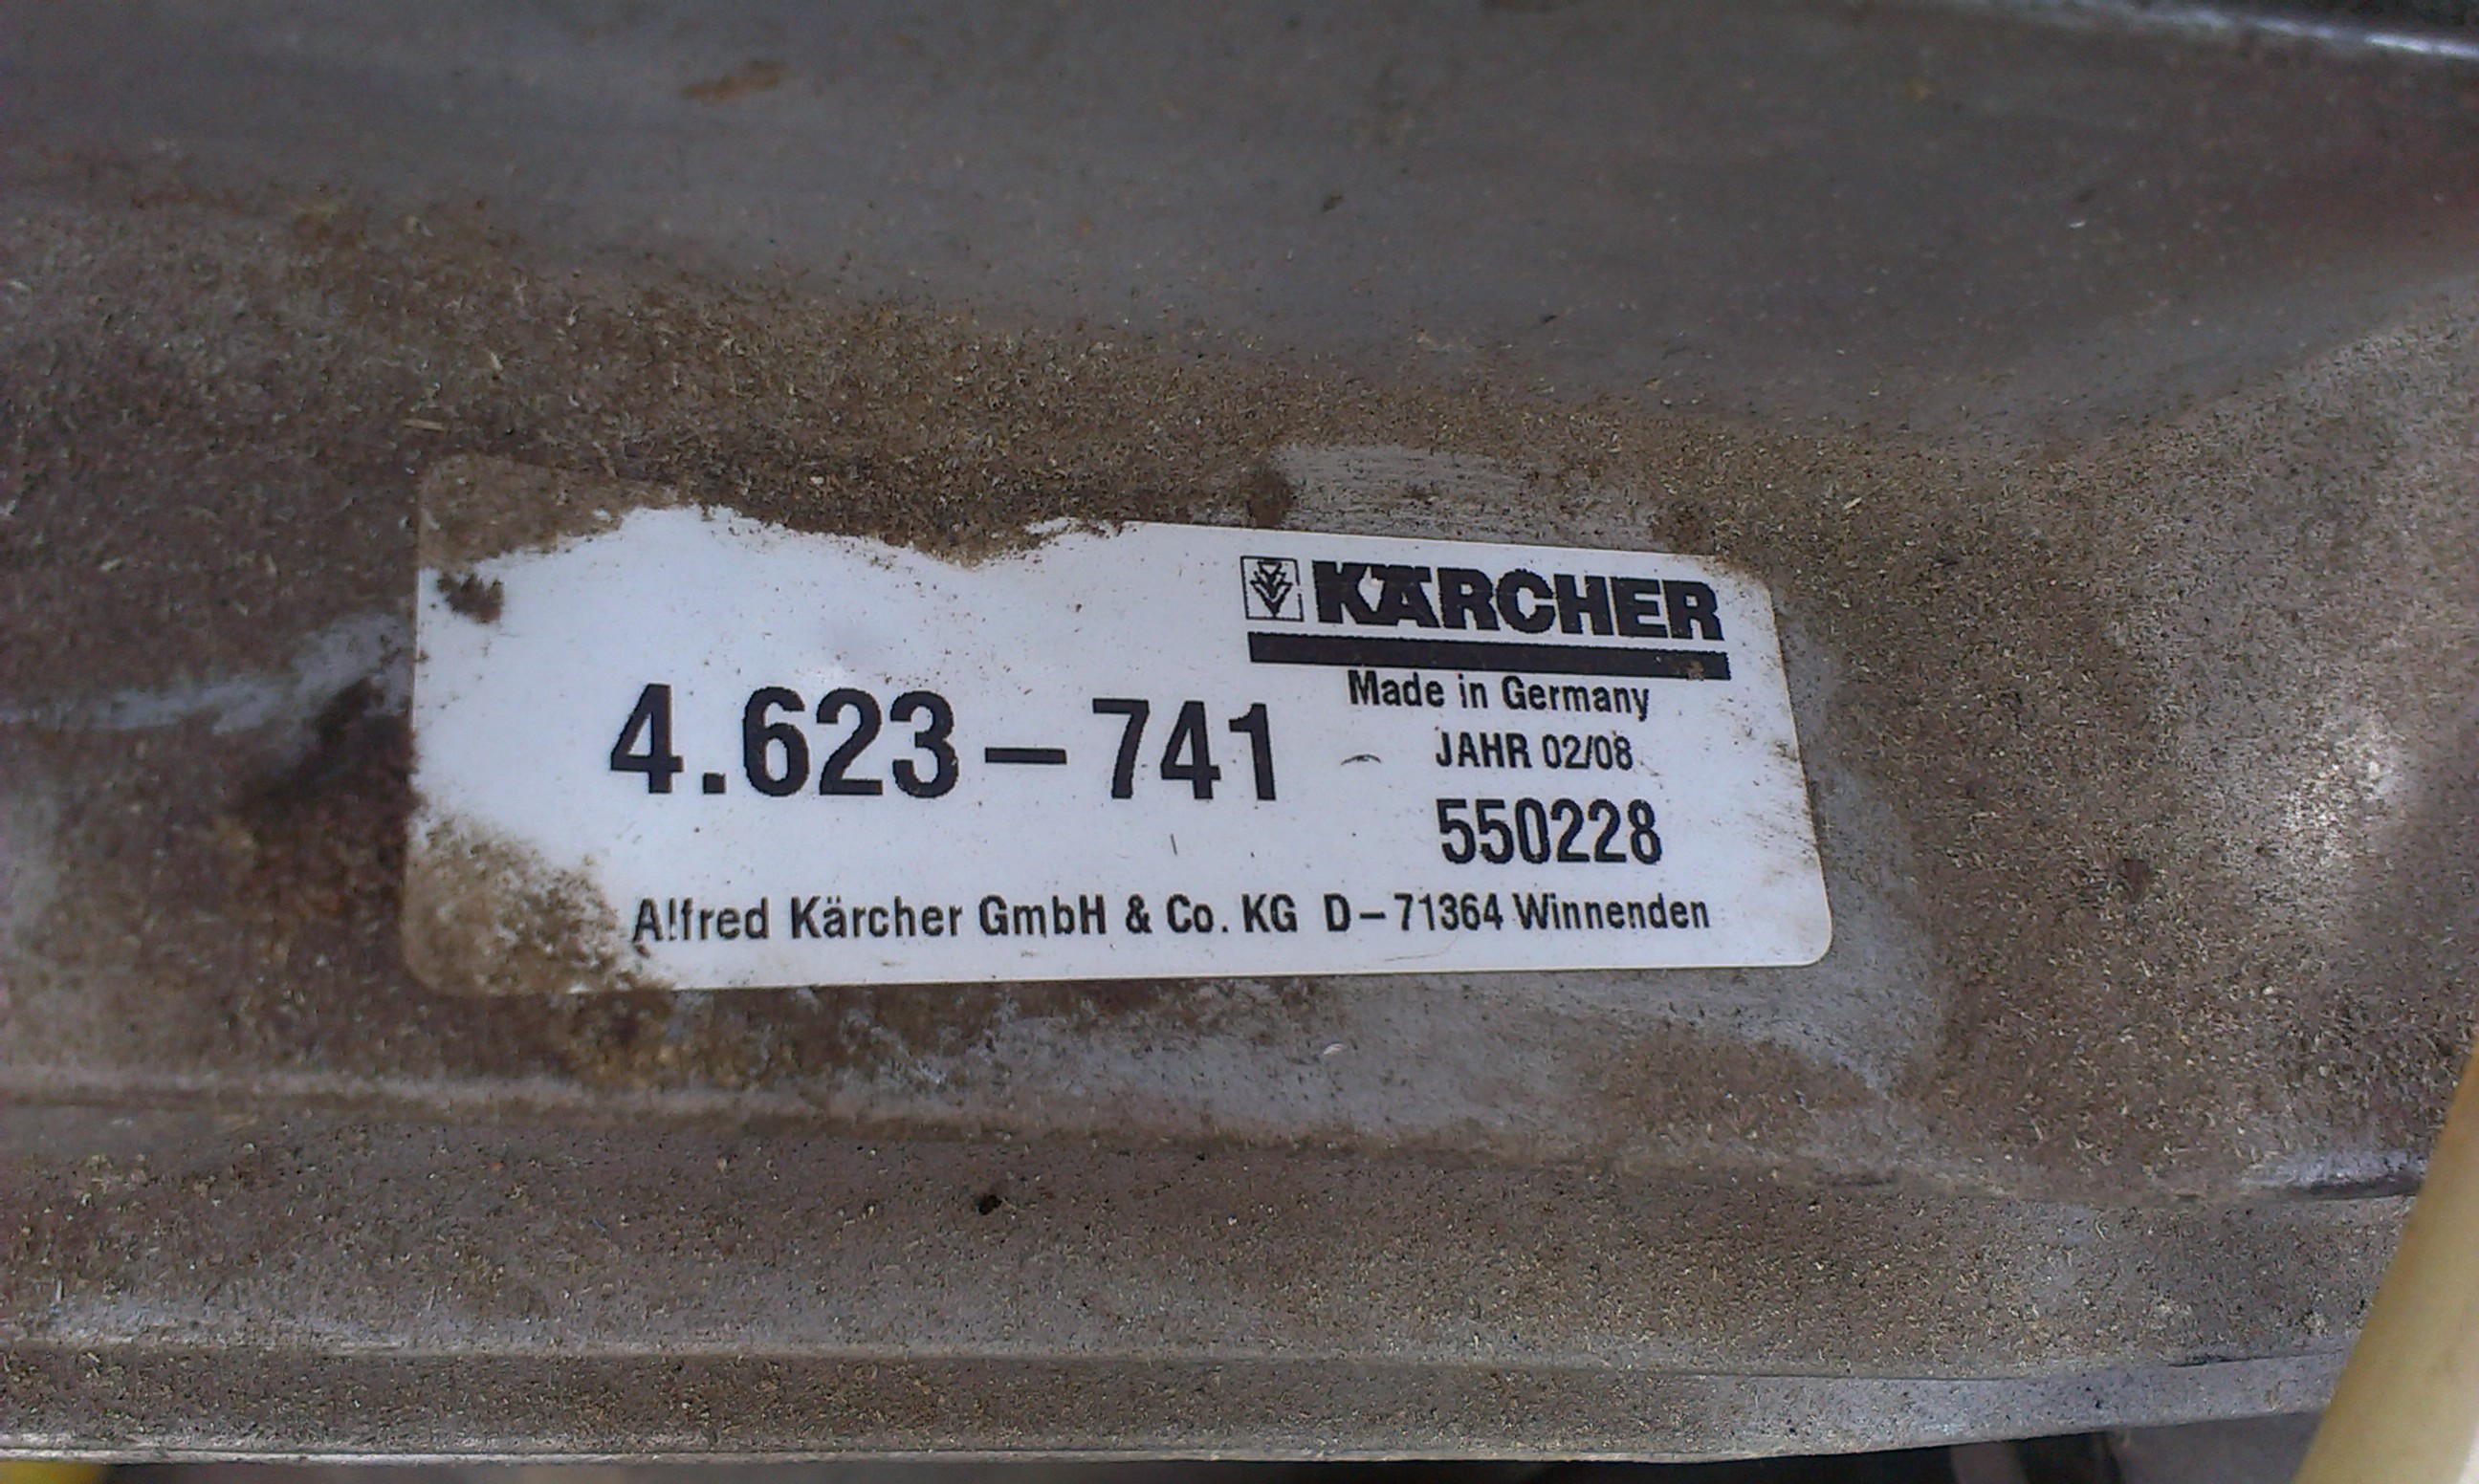 KÄRCHER
Made in Germany
4.623-741
JAHR 02/08
550228
Alfred Kärcher GmbH & Co. KG D-71364 Winnenden